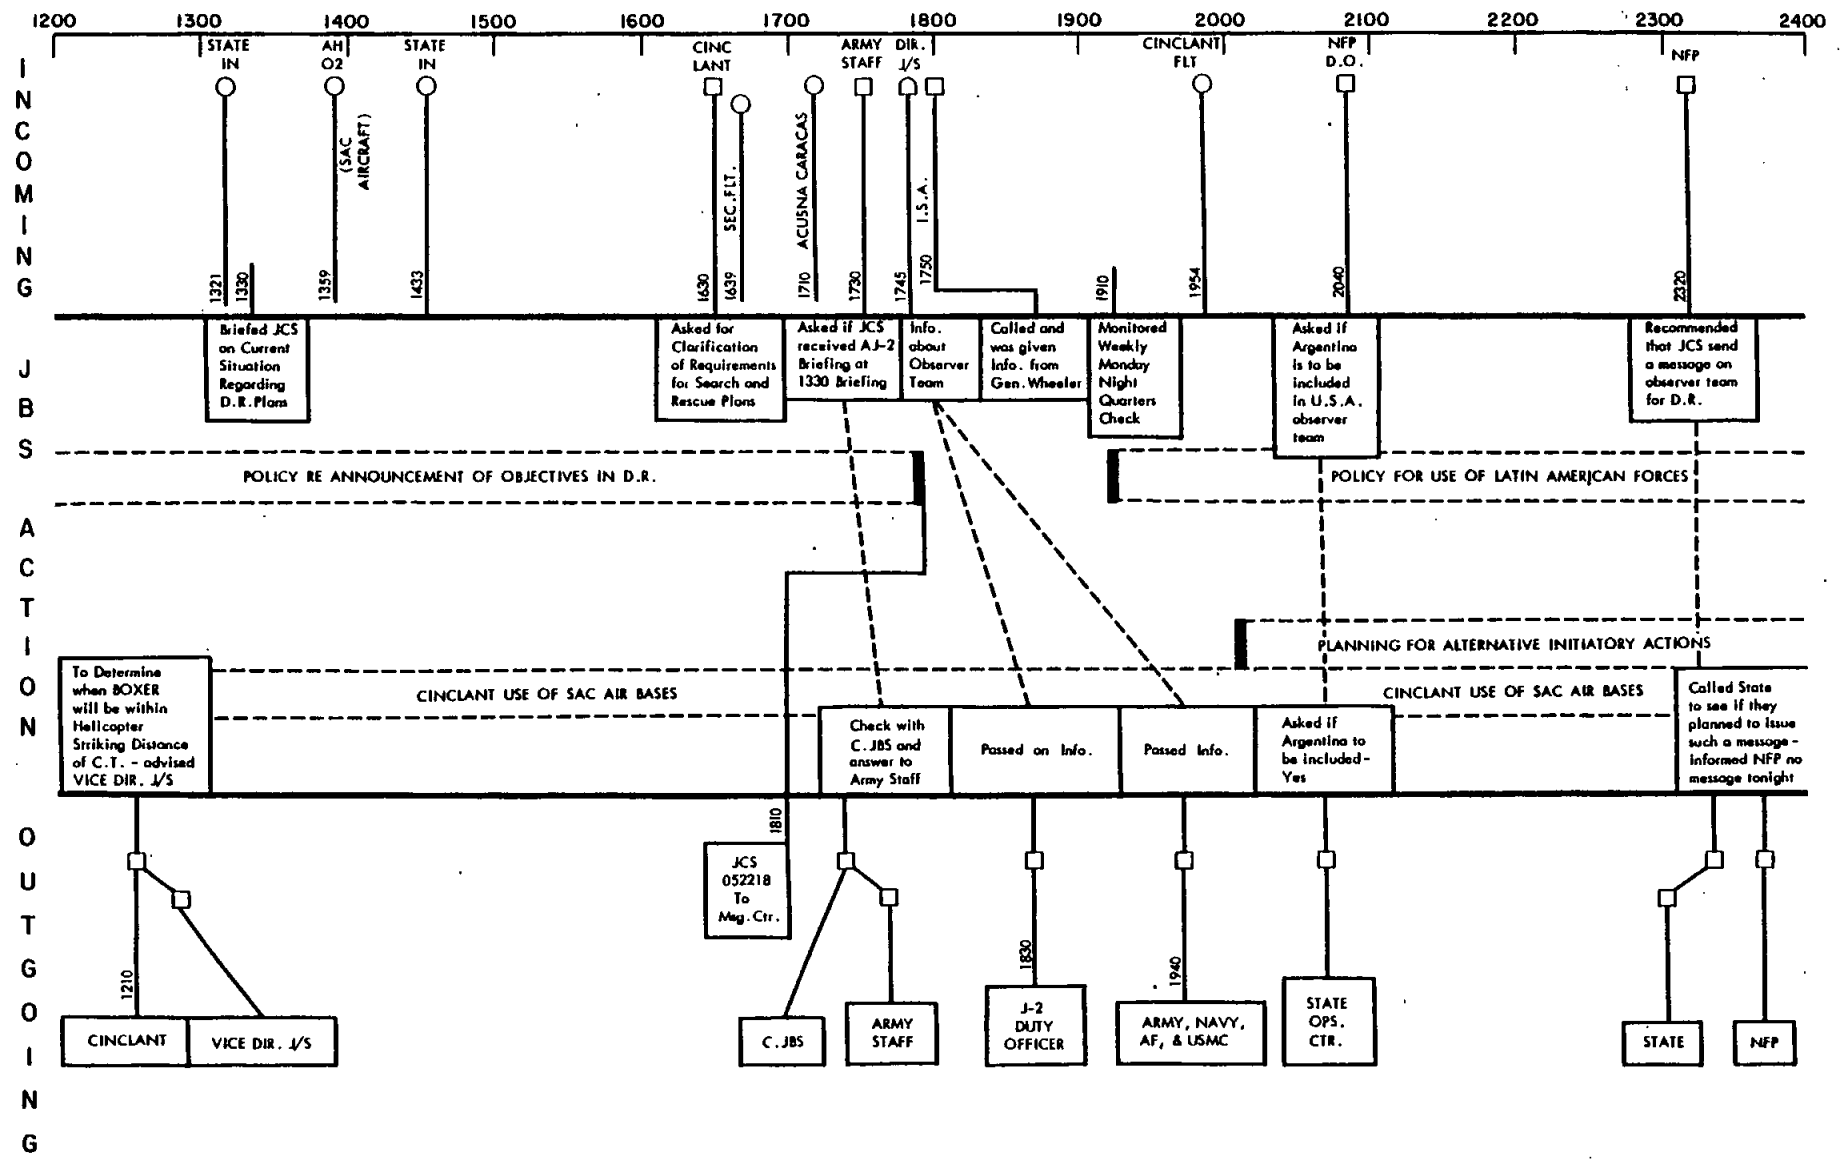 1200 1300 1400 1500 1600 1700 1800 1900 2000 2100 2200 2300 2400
INCOMING
STATE
IN
AH
O2
STATE
IN
CINC
LANT
ARMY
STAFF
DIR.
J/S
CINCLANT
FLT
NFP
D.O.
NFP
(SAC
AIRCRAFT)
SEC.FLT.
ACUSNA CARACAS
I.S.A.
1321
1330
1359
1433
1630
1639
1710
1730
1745
1750
1910
1954
2040
2320
JBS ACTION
Briefed JCS
on Current
Situation
Regarding
D.R.Plans
Asked for
Clarification
of Requirements
for Search and
Rescue Plans
Asked if JCS
received AJ-2
Briefing at
1330 Briefing
Info.
about
Observer
Team
Called and
was given
Info. from
Gen.Wheeler
Monitored
Weekly
Monday
Night
Quarters
Check
Asked if
Argentina
is to be
included
in U.S.A.
observer
team
Recommended
that JCS send
a message on
observer team
for D.R.
POLICY RE ANNOUNCEMENT OF OBJECTIVES IN D.R.
POLICY FOR USE OF LATIN AMERICAN FORCES
PLANNING FOR ALTERNATIVE INITIATORY ACTIONS
To Determine
when BOXER
will be within
Helicopter
Striking Distance
of C.T. - advised
VICE DIR. J/S
CINCLANT USE OF SAC AIR BASES
CINCLANT USE OF SAC AIR BASES
Check with
C.JBS and
answer to
Army Staff
Passed on Info.
Passed Info.
Asked if
Argentina to
be included-
Yes
Called State
to see if they
planned to issue
such a message-
informed NFP no
message tonight
OUTGOING
1810
JCS
052218
To
Msg.Ctr.
1210
1830
1940
CINCLANT
VICE DIR. J/S
C.JBS
ARMY
STAFF
J-2
DUTY
OFFICER
ARMY, NAVY,
AF, & USMC
STATE
OPS.
CTR.
STATE
NFP